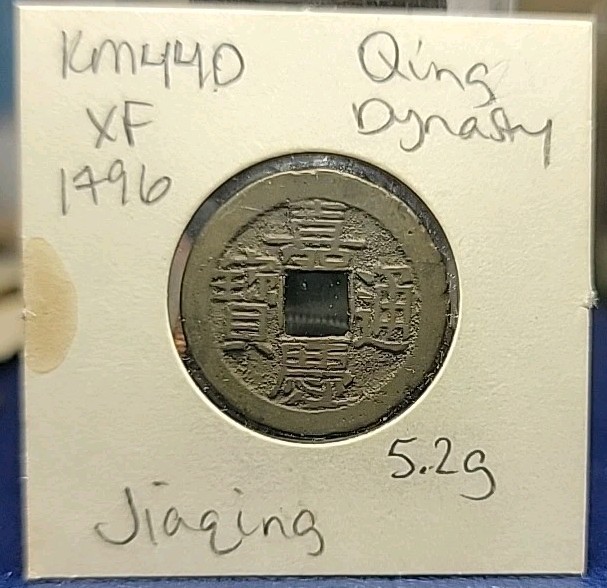 KM440
XF
1796
Qing
Dynasty
嘉慶通寶
5.2g
Jiaqing